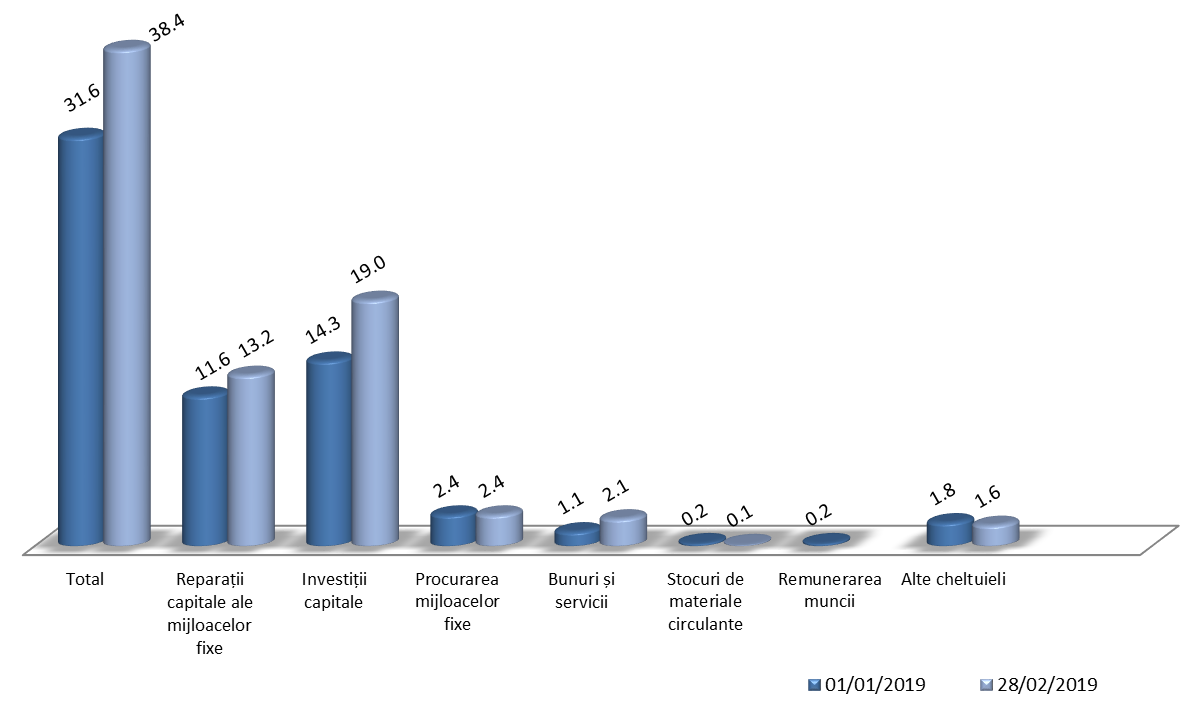 38.4
31.6
19.0
14.3
13.2
11.6
2.4
2.4
1.1
2.1
0.2
0.1
0.2
1.8
1.6
Total
Reparații
capitale ale
mijloacelor
fixe
Investiții
capitale
Procurarea
mijloacelor
fixe
Bunuri și
servicii
Stocuri de
materiale
circulante
Remunerarea
muncii
Alte cheltuieli
01/01/2019
28/02/2019